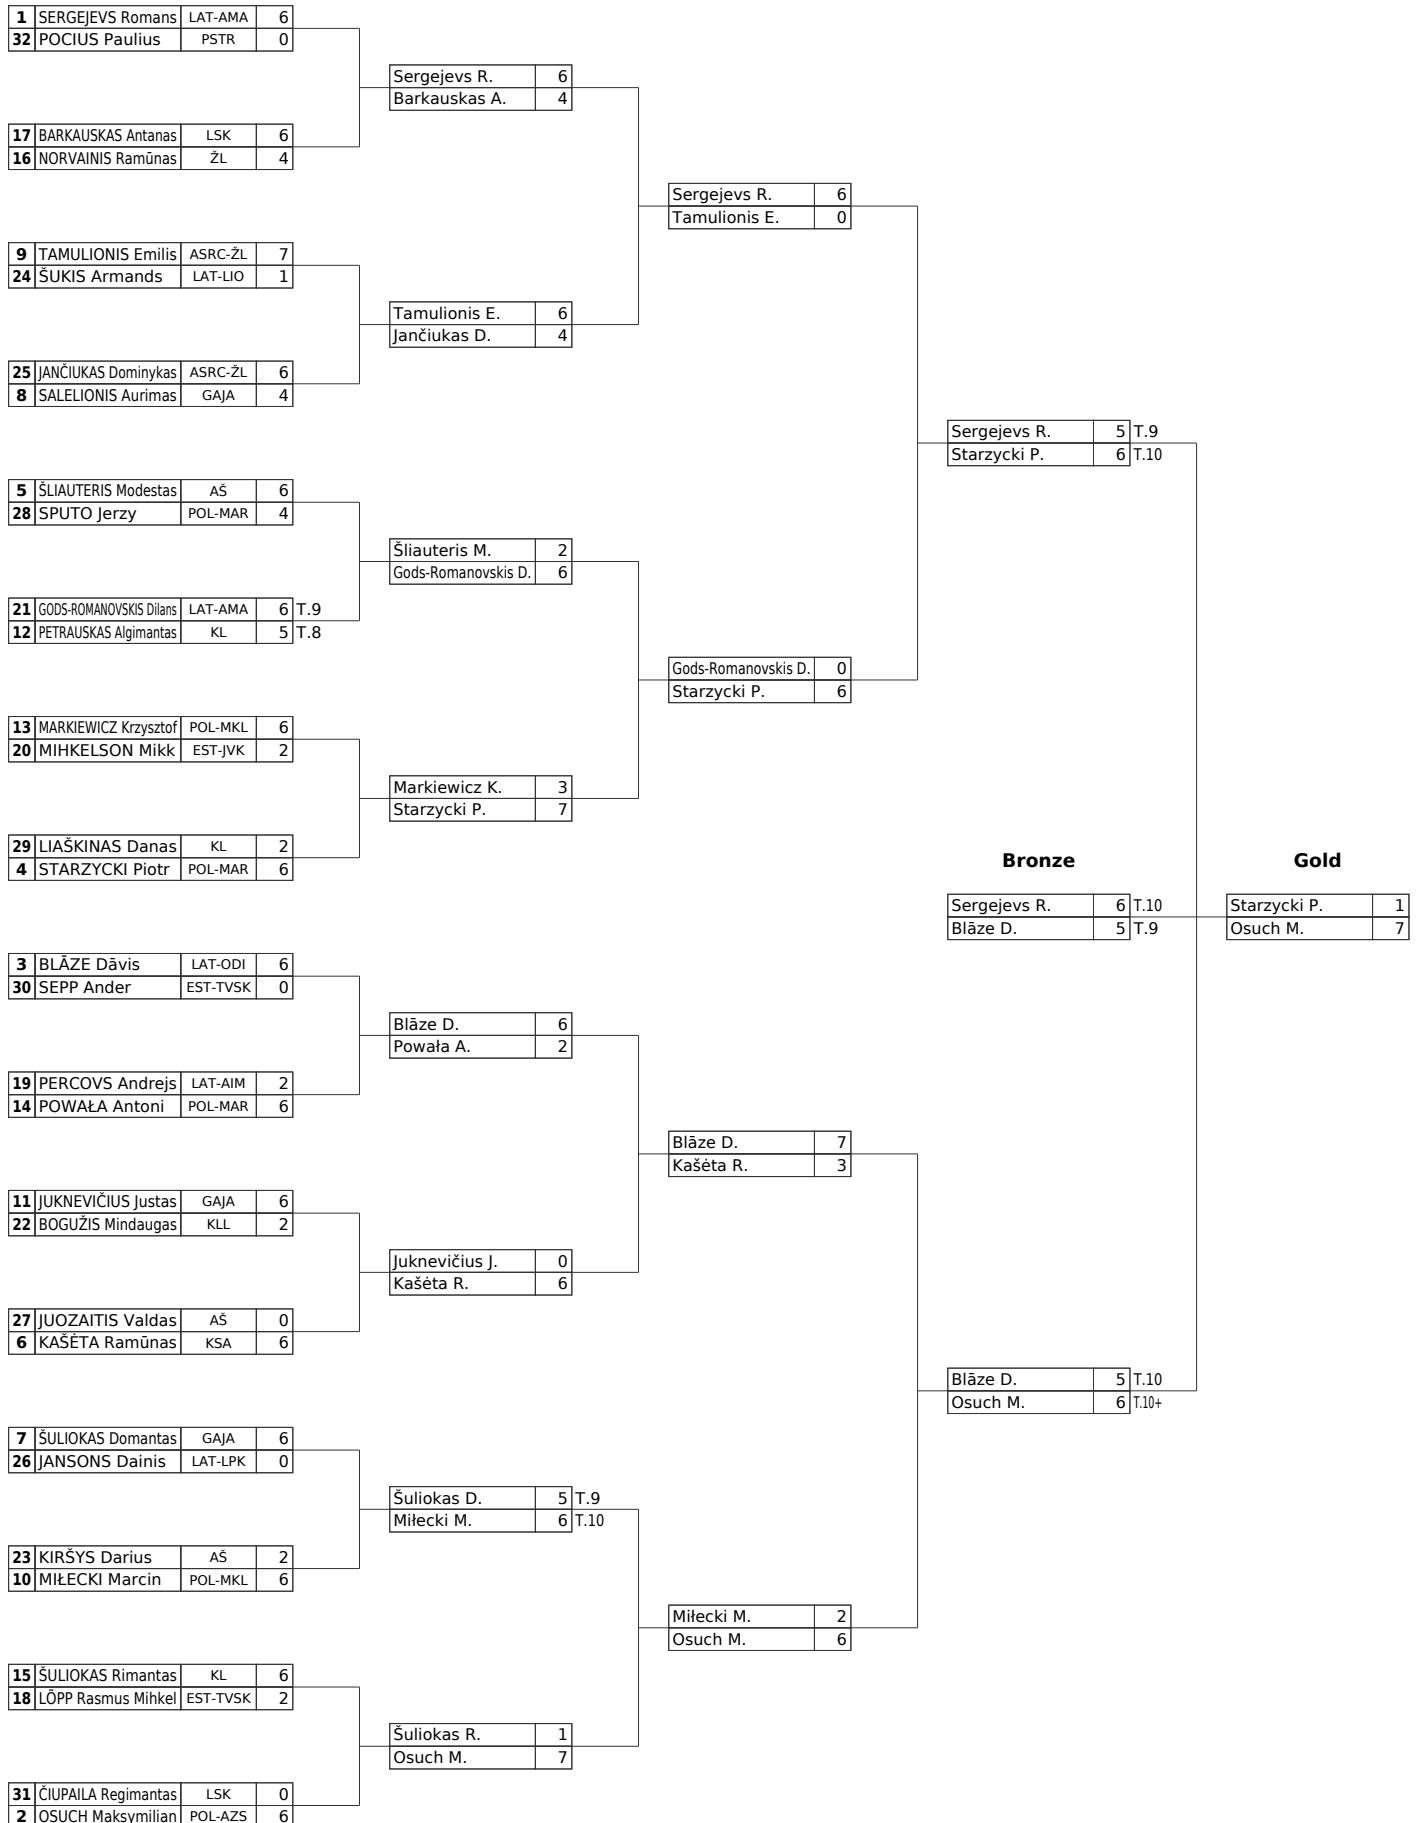 1 SERGEJEVS Romans LAT-AMA 6
32 POCIUS Paulius PSTR 0
Sergejevs R. 6
Barkauskas A. 4
17 BARKAUSKAS Antanas LSK 6
16 NORVAINIS Ramūnas ŽL 4
Sergejevs R. 6
Tamulionis E. 0
9 TAMULIONIS Emilis ASRC-ŽL 7
24 ŠUKIS Armands LAT-LIO 1
Tamulionis E. 6
Jančiukas D. 4
25 JANČIUKAS Dominykas ASRC-ŽL 6
8 SALELIONIS Aurimas GAJA 4
Sergejevs R. 5 T.9
Starzycki P. 6 T.10
5 ŠLIAUTERIS Modestas AŠ 6
28 SPUTO Jerzy POL-MAR 4
Šliauteris M. 2
Gods-Romanovskis D. 6
21 GODS-ROMANOVSKIS Dilans LAT-AMA 6 T.9
12 PETRAUSKAS Algimantas KL 5 T.8
Gods-Romanovskis D. 0
Starzycki P. 6
13 MARKIEWICZ Krzysztof POL-MKL 6
20 MIHKELSON Mikk EST-JVK 2
Markiewicz K. 3
Starzycki P. 7
29 LIAŠKINAS Danas KL 2
4 STARZYCKI Piotr POL-MAR 6
Bronze Gold
Sergejevs R. 6 T.10 Starzycki P. 1
Blāze D. 5 T.9 Osuch M. 7
3 BLĀZE Dāvis LAT-ODI 6
30 SEPP Ander EST-TVSK 0
Blāze D. 6
Powała A. 2
19 PERCOVS Andrejs LAT-AIM 2
14 POWAŁA Antoni POL-MAR 6
Blāze D. 7
Kašėta R. 3
11 JUKNEVIČIUS Justas GAJA 6
22 BOGUŽIS Mindaugas KLL 2
Juknevičius J. 0
Kašėta R. 6
27 JUOZAITIS Valdas AŠ 0
6 KAŠĖTA Ramūnas KSA 6
Blāze D. 5 T.10
Osuch M. 6 T.10+
7 ŠULIOKAS Domantas GAJA 6
26 JANSONS Dainis LAT-LPK 0
Šuliokas D. 5 T.9
Miłecki M. 6 T.10
23 KIRŠYS Darius AŠ 2
10 MIŁECKI Marcin POL-MKL 6
Miłecki M. 2
Osuch M. 6
15 ŠULIOKAS Rimantas KL 6
18 LÕPP Rasmus Mihkel EST-TVSK 2
Šuliokas R. 1
Osuch M. 7
31 ČIUPAILA Regimantas LSK 0
2 OSUCH Maksymilian POL-AZS 6